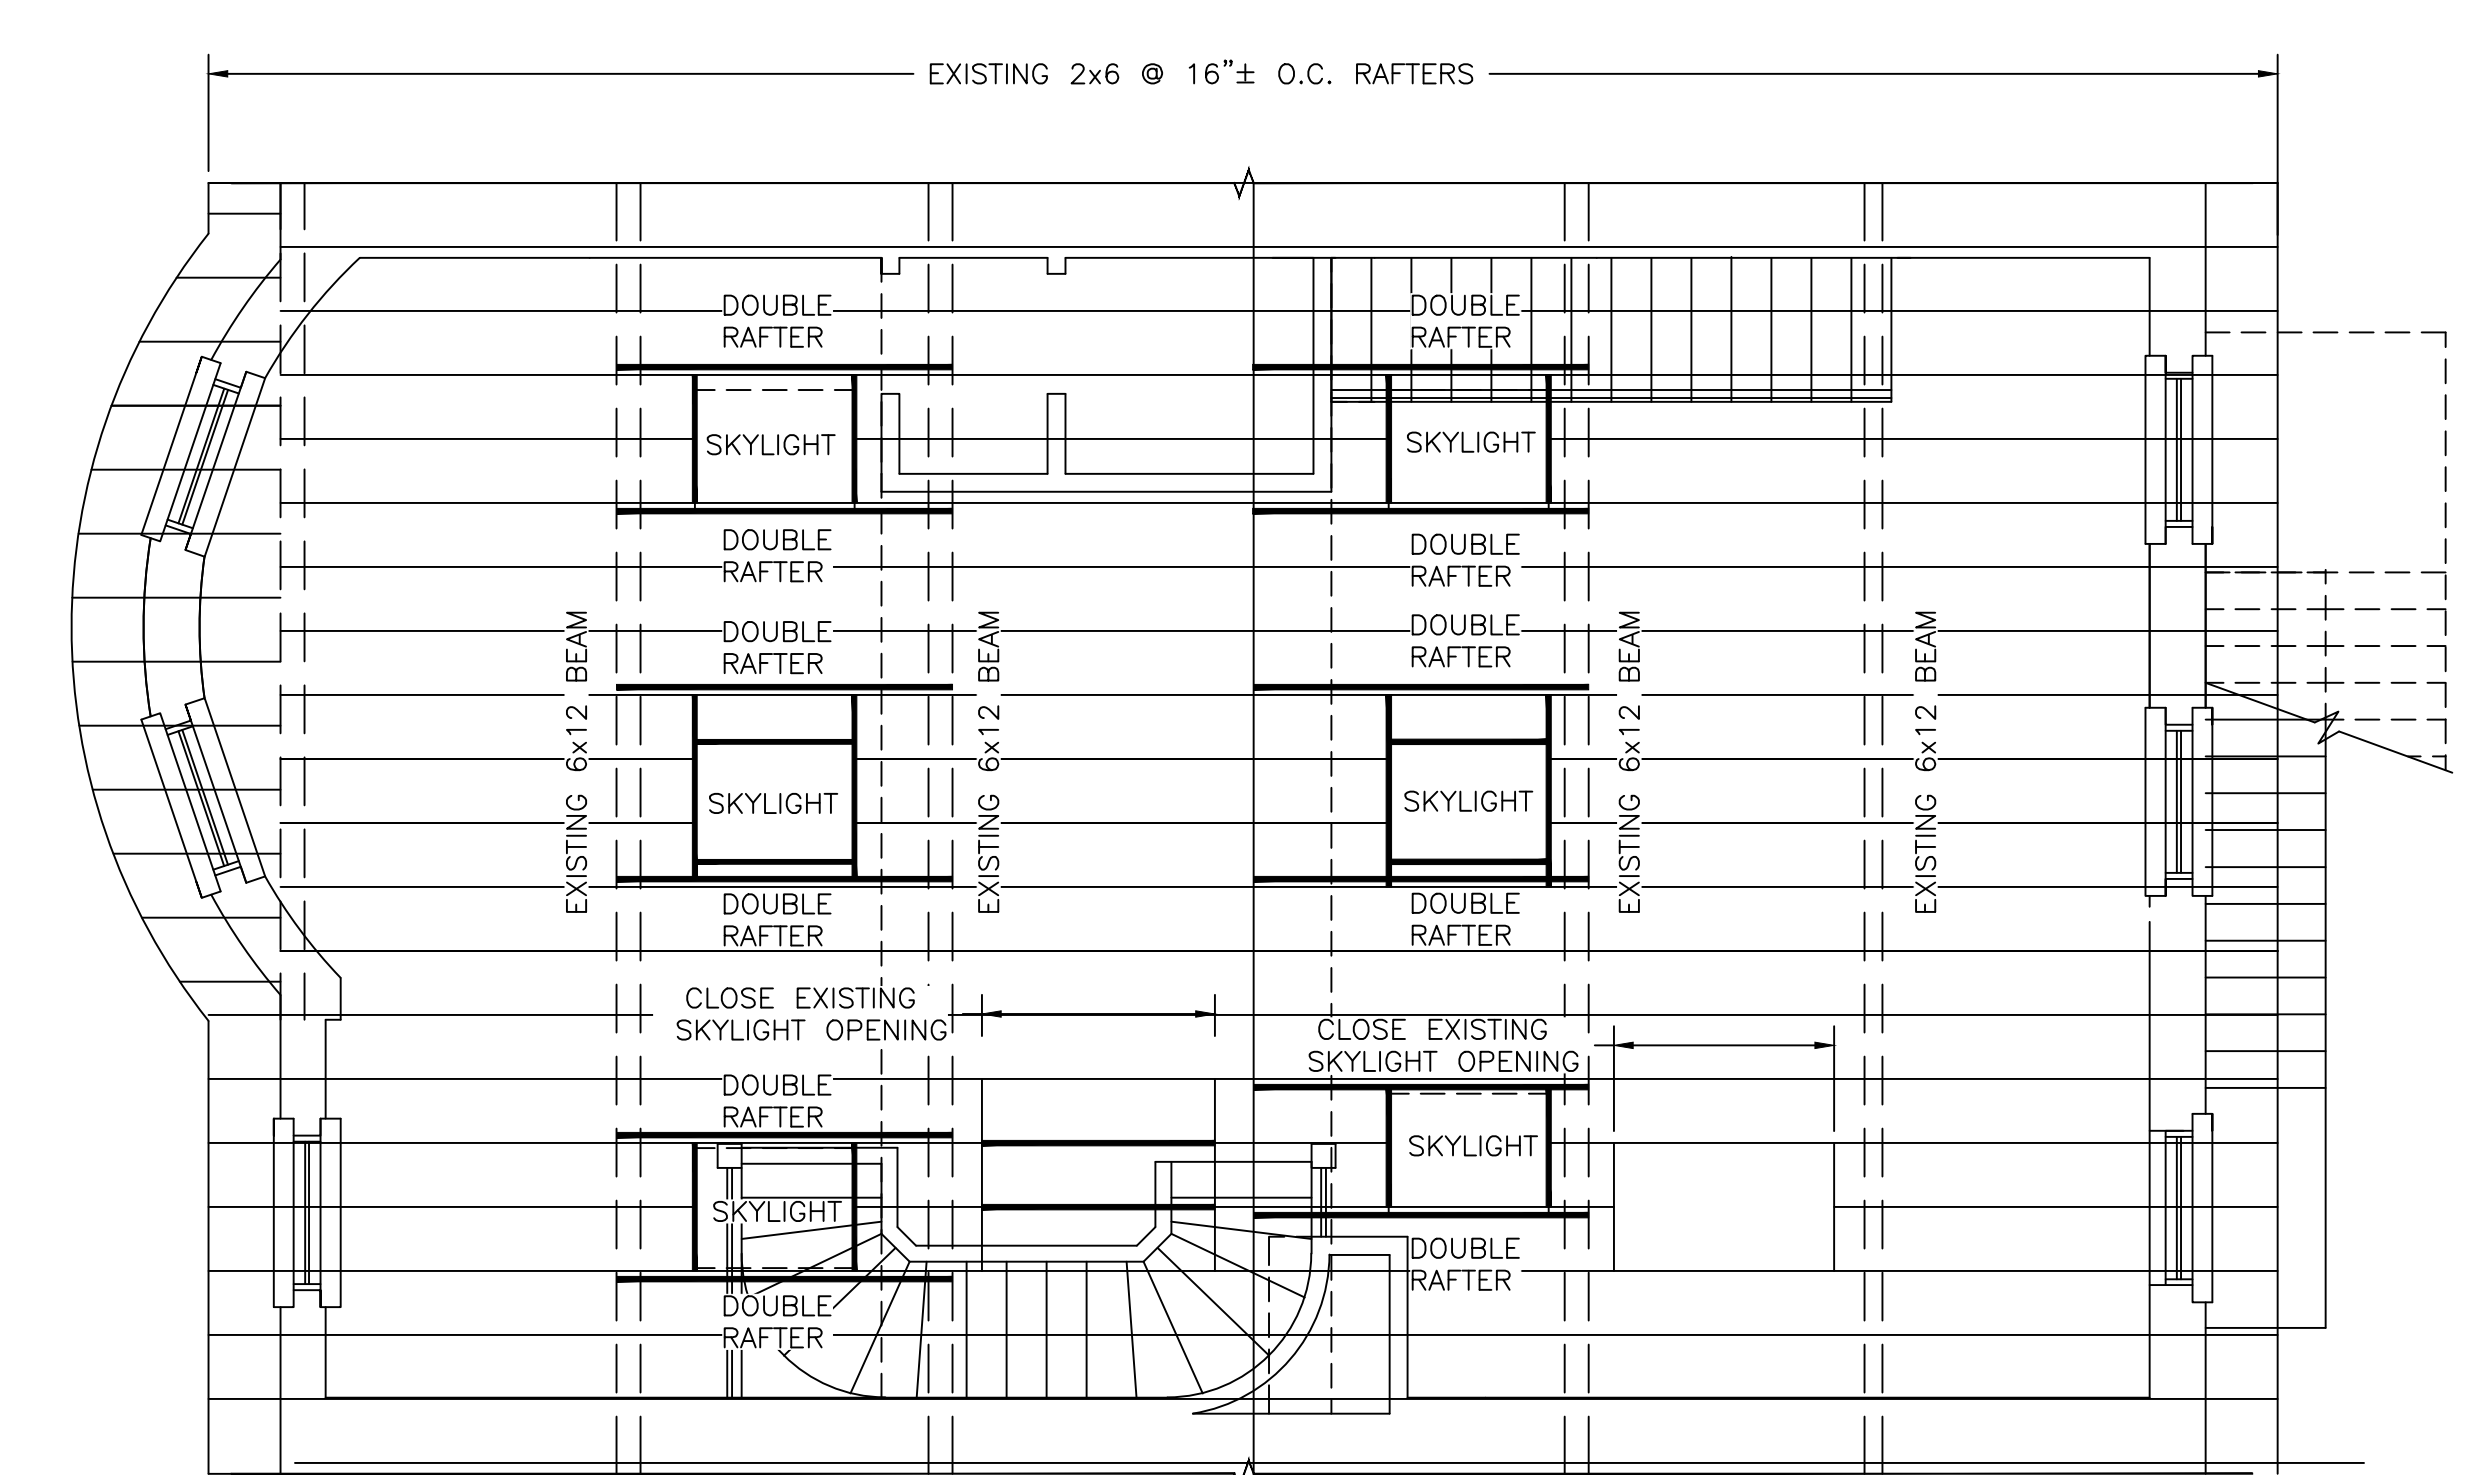 EXISTING 2x6 @ 16"± O.C. RAFTERS
DOUBLE
RAFTER
DOUBLE
RAFTER
SKYLIGHT
SKYLIGHT
DOUBLE
RAFTER
DOUBLE
RAFTER
DOUBLE
RAFTER
DOUBLE
RAFTER
EXISTING 6x12 BEAM
EXISTING 6x12 BEAM
EXISTING 6x12 BEAM
EXISTING 6x12 BEAM
SKYLIGHT
SKYLIGHT
DOUBLE
RAFTER
DOUBLE
RAFTER
CLOSE EXISTING
SKYLIGHT OPENING
CLOSE EXISTING
SKYLIGHT OPENING
DOUBLE
RAFTER
SKYLIGHT
SKYLIGHT
DOUBLE
RAFTER
DOUBLE
RAFTER